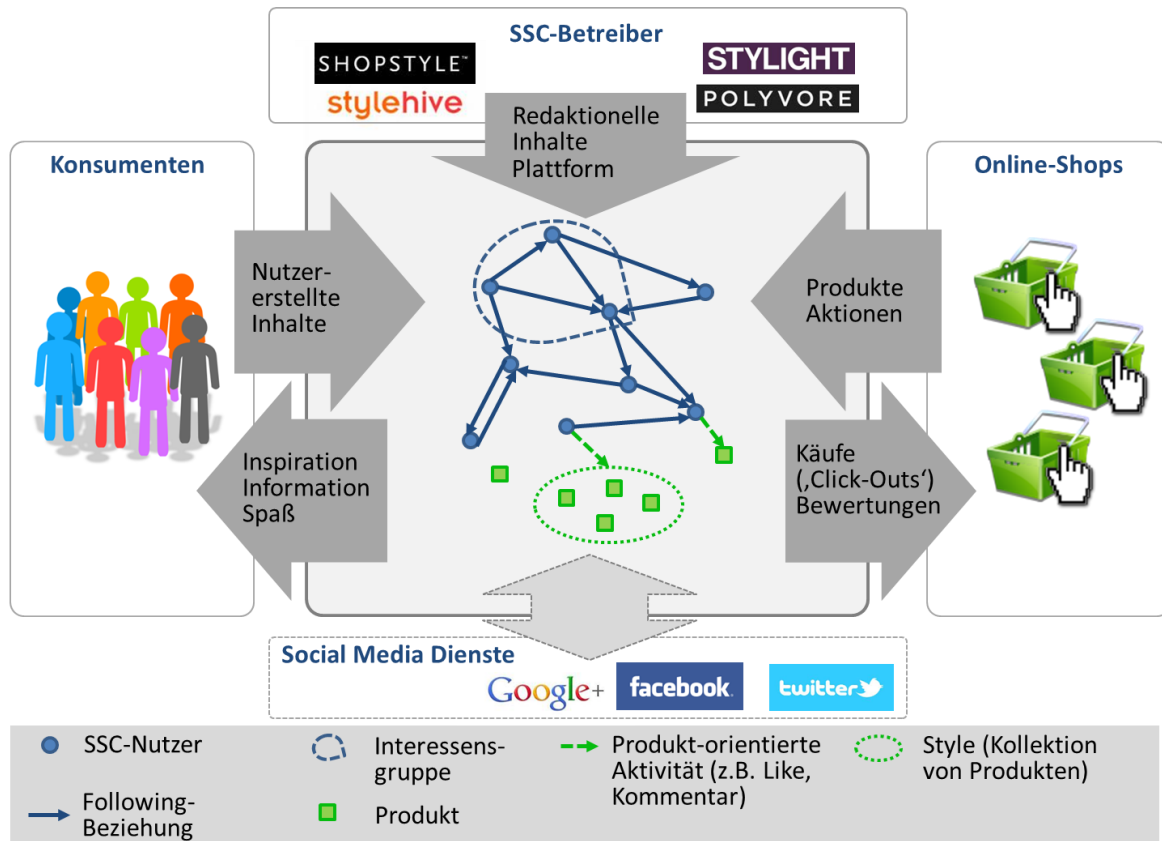 SSC-Betreiber
SHOPSTYLE™
STYLIGHT
stylehive
POLYVORE
Redaktionelle
Inhalte
Plattform
Konsumenten
Online-Shops
Nutzer-
erstellte
Inhalte
Produkte
Aktionen
Inspiration
Information
Spaß
Käufe
(‚Click-Outs‘)
Bewertungen
Social Media Dienste
Google+
facebook.
twitter
SSC-Nutzer
Following-
Beziehung
Interessens-
gruppe
Produkt
Produkt-orientierte
Aktivität (z.B. Like,
Kommentar)
Style (Kollektion
von Produkten)